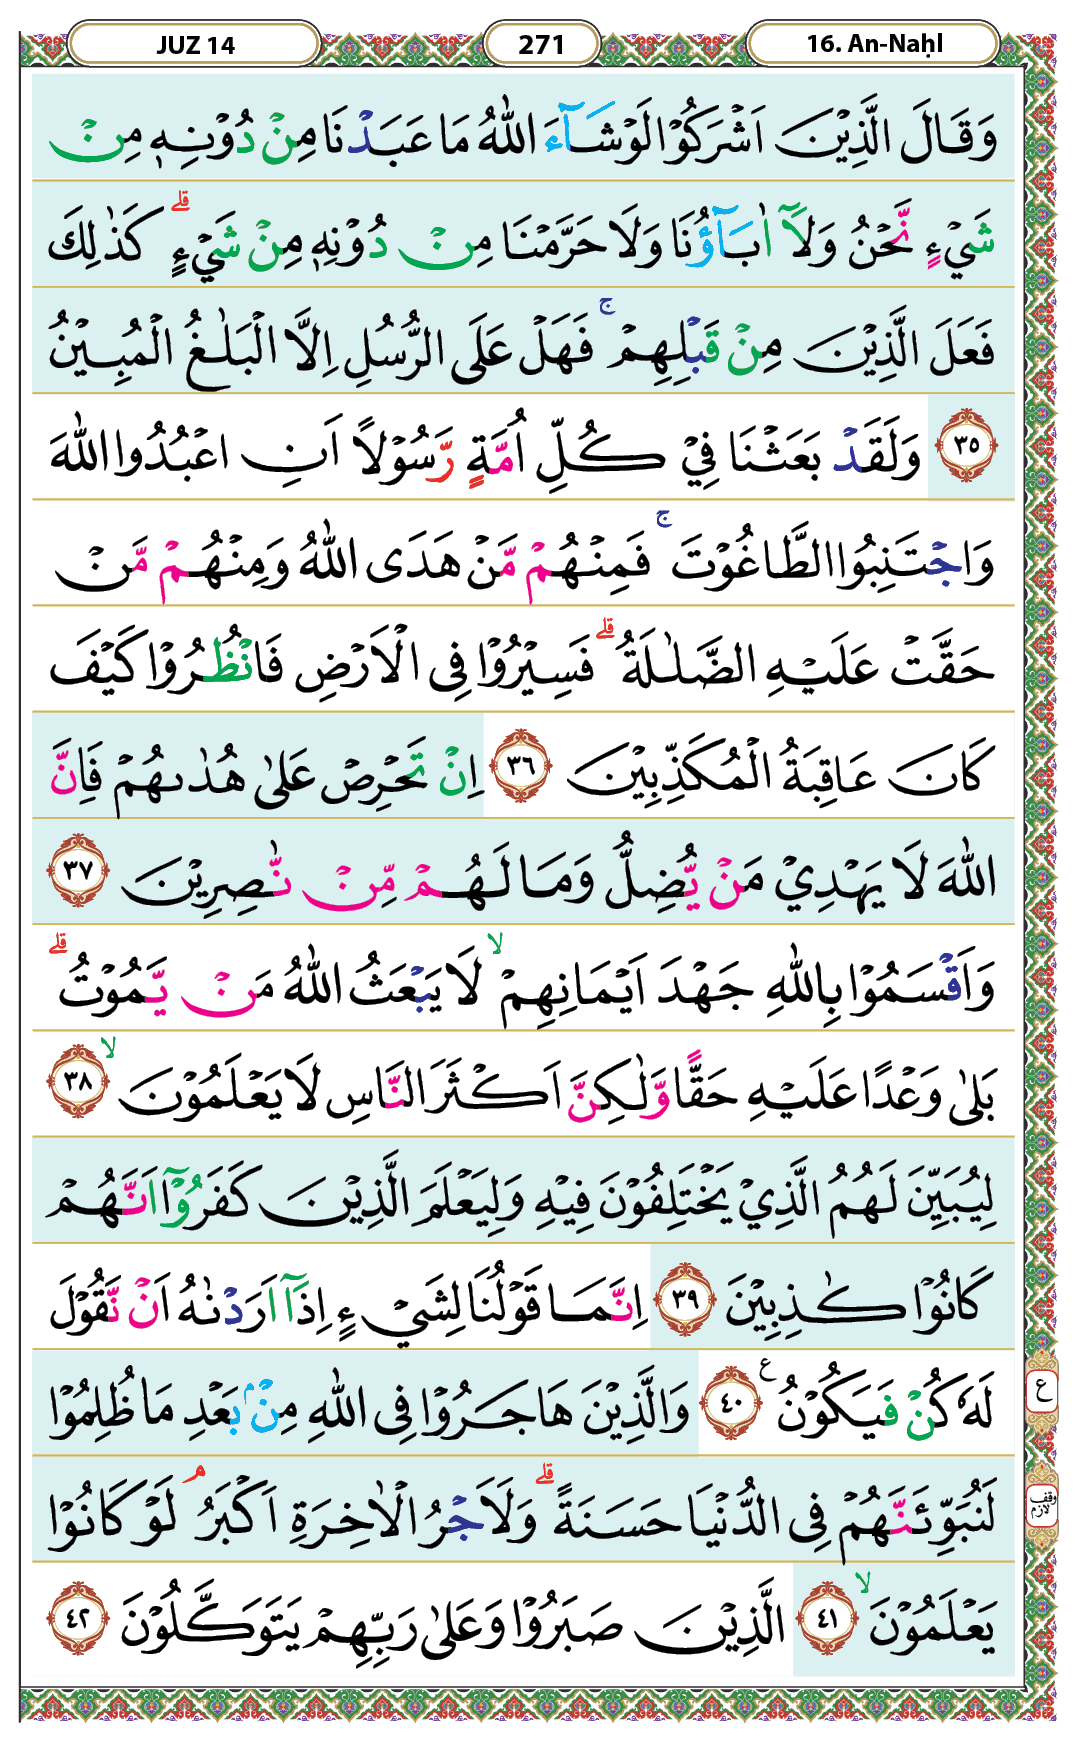 JUZ 14
271
16. An-Naḥl
وَقَالَ الَّذِيْنَ اَشْرَكُوْا لَوْ شَآءَ اللّٰهُ مَا عَبَدْنَا مِنْ دُوْنِهٖ مِنْ
شَيْءٍ نَّحْنُ وَلَآ اٰبَآؤُنَا وَلَا حَرَّمْنَا مِنْ دُوْنِهٖ مِنْ شَيْءٍ ۗ كَذٰلِكَ
فَعَلَ الَّذِيْنَ مِنْ قَبْلِهِمْ ۚ فَهَلْ عَلَى الرُّسُلِ اِلَّا الْبَلٰغُ الْمُبِيْنُ
٣٥ وَلَقَدْ بَعَثْنَا فِيْ كُلِّ اُمَّةٍ رَّسُوْلًا اَنِ اعْبُدُوا اللّٰهَ
وَاجْتَنِبُوا الطَّاغُوْتَ ۚ فَمِنْهُمْ مَّنْ هَدَى اللّٰهُ وَمِنْهُمْ مَّنْ
حَقَّتْ عَلَيْهِ الضَّلٰلَةُ ۗ فَسِيْرُوْا فِى الْاَرْضِ فَانْظُرُوْا كَيْفَ
كَانَ عَاقِبَةُ الْمُكَذِّبِيْنَ ٣٦ اِنْ تَحْرِصْ عَلٰى هُدٰىهُمْ فَاِنَّ
اللّٰهَ لَا يَهْدِيْ مَنْ يُّضِلُّ وَمَا لَهُمْ مِّنْ نّٰصِرِيْنَ ٣٧
وَاَقْسَمُوْا بِاللّٰهِ جَهْدَ اَيْمَانِهِمْ ۙ لَا يَبْعَثُ اللّٰهُ مَنْ يَّمُوْتُ ۗ
بَلٰى وَعْدًا عَلَيْهِ حَقًّا وَّلٰكِنَّ اَكْثَرَ النَّاسِ لَا يَعْلَمُوْنَ ۙ ٣٨
لِيُبَيِّنَ لَهُمُ الَّذِيْ يَخْتَلِفُوْنَ فِيْهِ وَلِيَعْلَمَ الَّذِيْنَ كَفَرُوْٓا اَنَّهُمْ
كَانُوْا كٰذِبِيْنَ ٣٩ اِنَّمَا قَوْلُنَا لِشَيْءٍ اِذَآ اَرَدْنٰهُ اَنْ نَّقُوْلَ
لَهٗ كُنْ فَيَكُوْنُ ع ٤٠ وَالَّذِيْنَ هَاجَرُوْا فِى اللّٰهِ مِنْۢ بَعْدِ مَا ظُلِمُوْا
ع
لَنُبَوِّئَنَّهُمْ فِى الدُّنْيَا حَسَنَةً ۗ وَلَاَجْرُ الْاٰخِرَةِ اَكْبَرُ ۘ لَوْ كَانُوْا
وقف لازم
يَعْلَمُوْنَ ۙ ٤١ الَّذِيْنَ صَبَرُوْا وَعَلٰى رَبِّهِمْ يَتَوَكَّلُوْنَ ٤٢